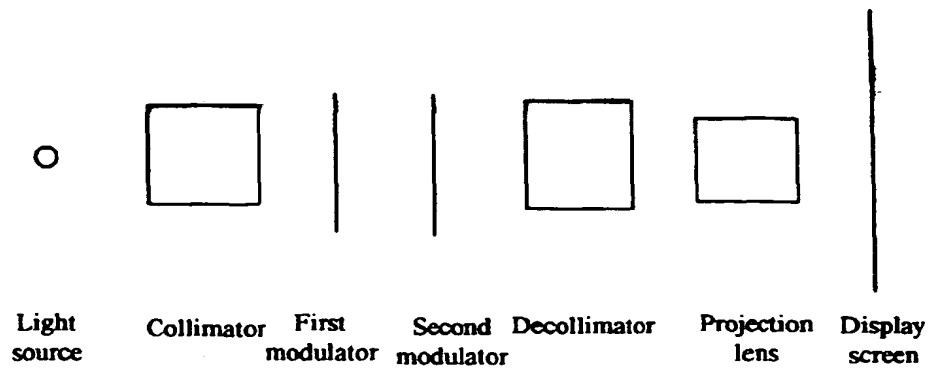 Light
source
Collimator
First
modulator
Second
modulator
Decollimator
Projection
lens
Display
screen